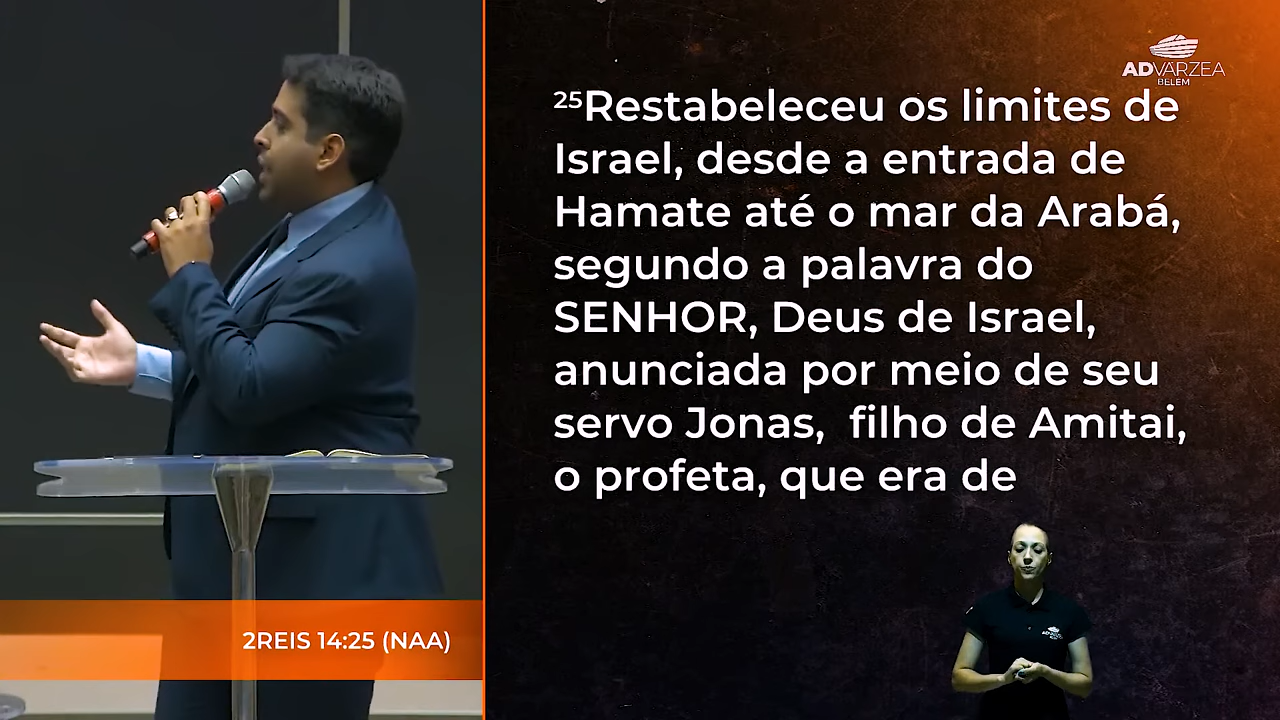 ADVARZEA
BELÉM
²⁵Restabeleceu os limites de
Israel, desde a entrada de
Hamate até o mar da Arabá,
segundo a palavra do
SENHOR, Deus de Israel,
anunciada por meio de seu
servo Jonas,  filho de Amitai,
o profeta, que era de
2REIS 14:25 (NAA)